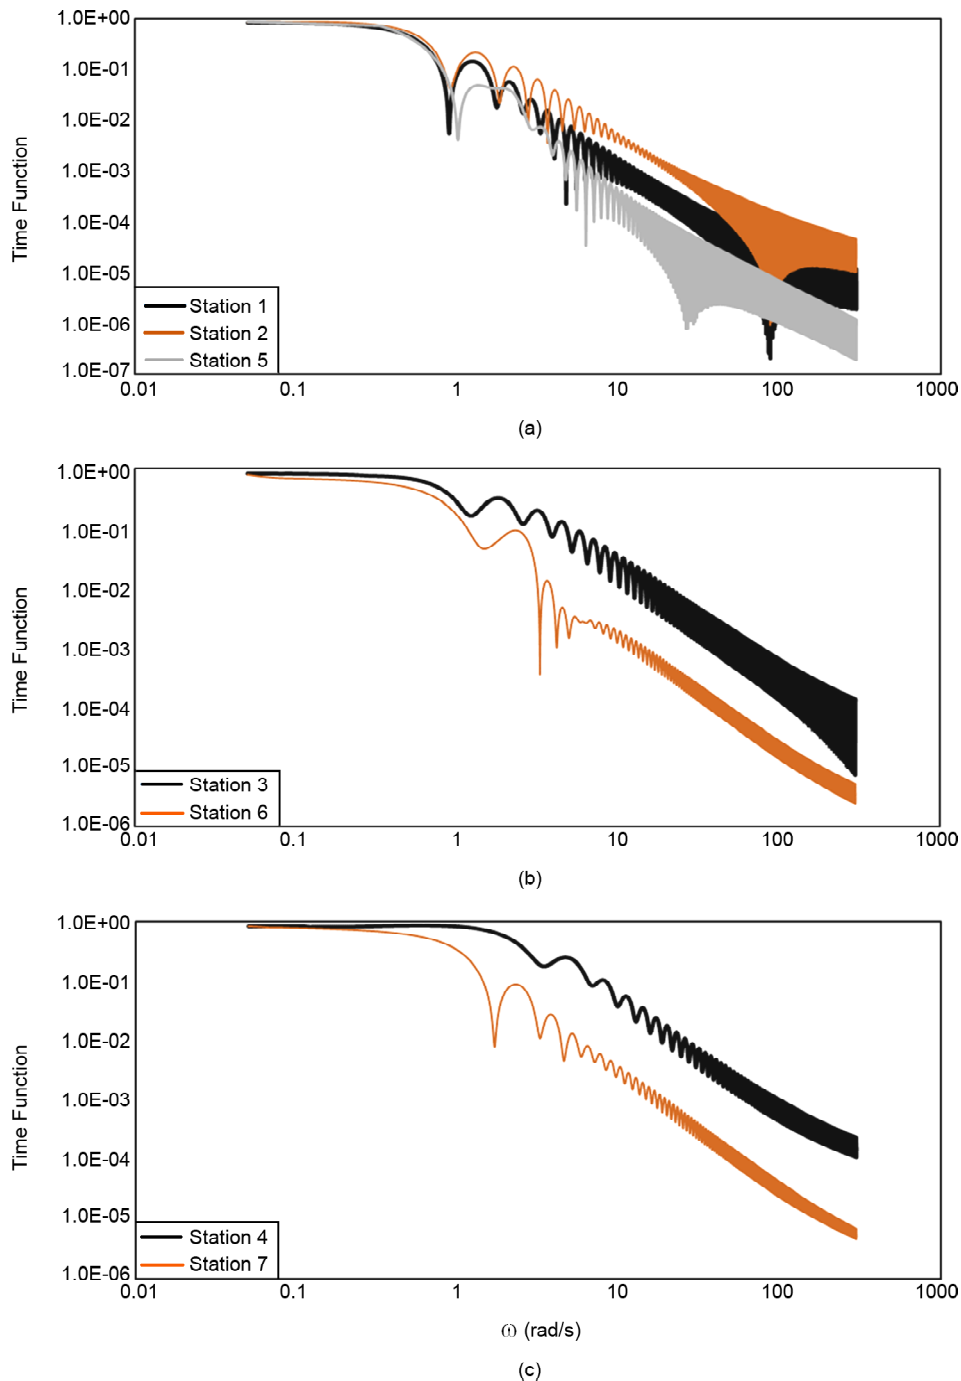 1.0E+00
1.0E-01
1.0E-02
1.0E-03
1.0E-04
1.0E-05
1.0E-06
1.0E-07
Time Function
Station 1
Station 2
Station 5
0.01 0.1 1 10 100 1000
(a)
1.0E+00
1.0E-01
1.0E-02
1.0E-03
1.0E-04
1.0E-05
1.0E-06
Time Function
Station 3
Station 6
0.01 0.1 1 10 100 1000
(b)
1.0E+00
1.0E-01
1.0E-02
1.0E-03
1.0E-04
1.0E-05
1.0E-06
Time Function
Station 4
Station 7
0.01 0.1 1 10 100 1000
ω (rad/s)
(c)